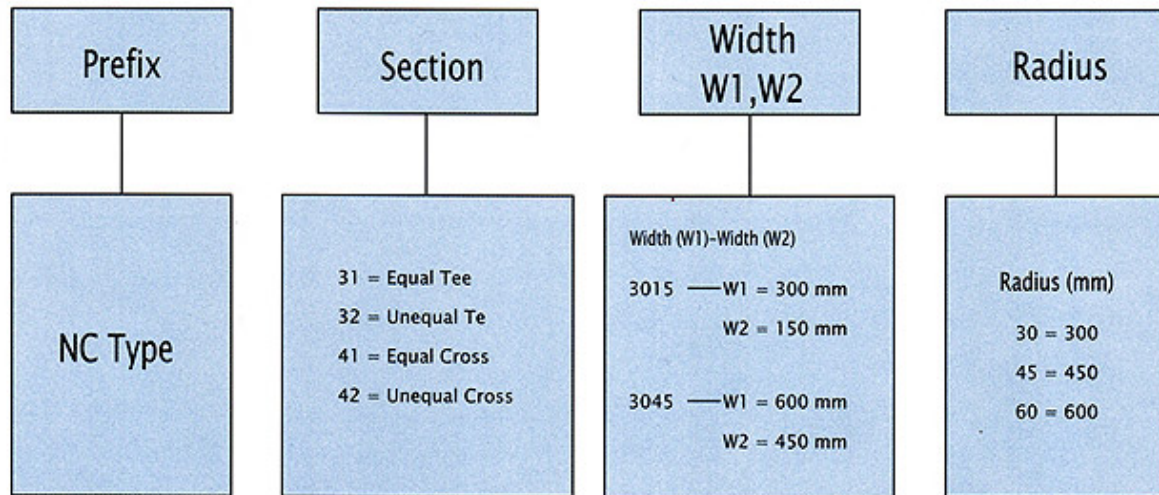 Prefix
Section
Width
W1,W2
Radius
NC Type
31 = Equal Tee
32 = Unequal Te
41 = Equal Cross
42 = Unequal Cross
Width (W1)-Width (W2)
3015 — W1 = 300 mm
W2 = 150 mm
3045 — W1 = 600 mm
W2 = 450 mm
Radius (mm)
30 = 300
45 = 450
60 = 600